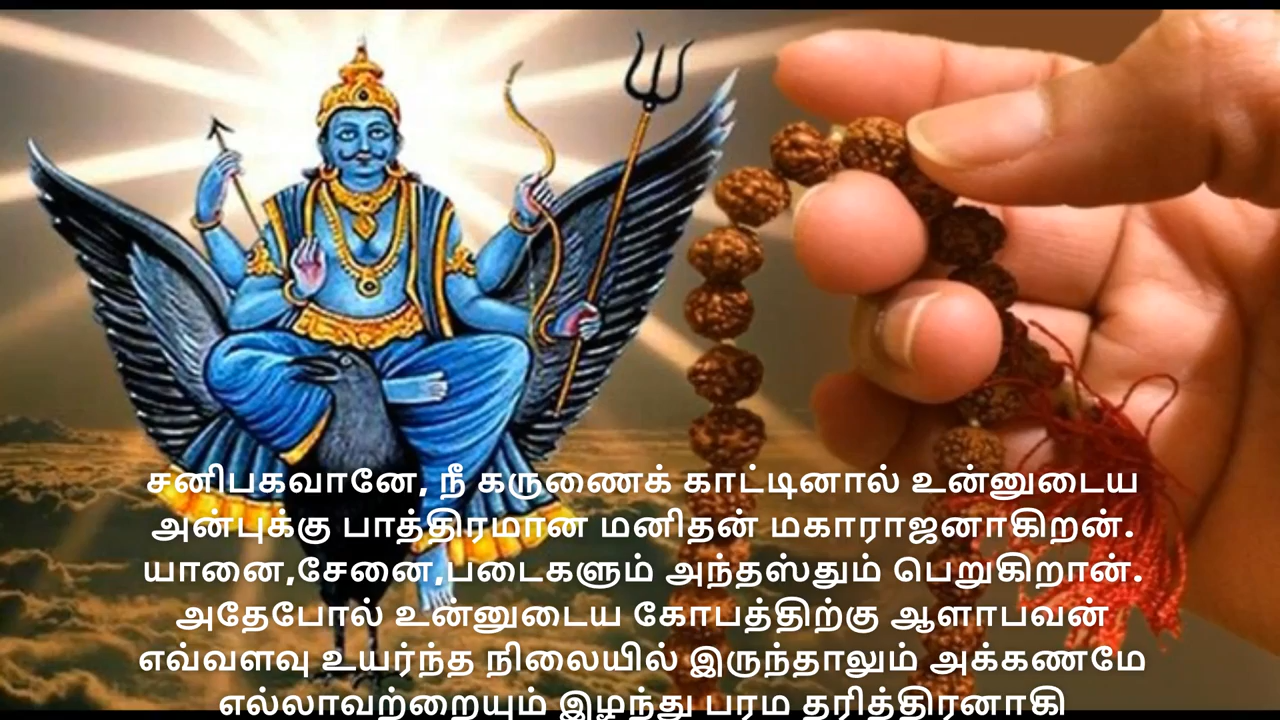 சனிபகவானே, நீ கருணைக் காட்டினால் உன்னுடைய
அன்புக்கு பாத்திரமான மனிதன் மகாராஜனாகிறன்.
யானை,சேனை,படைகளும் அந்தஸ்தும் பெறுகிறான்.
அதேபோல் உன்னுடைய கோபத்திற்கு ஆளாபவன்
எவ்வளவு உயர்ந்த நிலையில் இருந்தாலும் அக்கணமே
எல்லாவற்றையும் இழந்து பரம தரித்திரனாகி